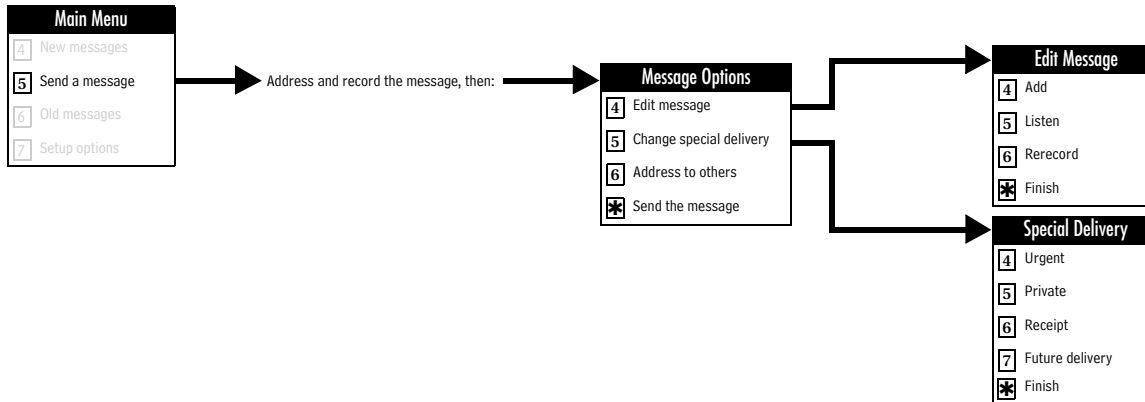 Main Menu
4 New messages
5 Send a message
6 Old messages
7 Setup options
Address and record the message, then:
Message Options
4 Edit message
5 Change special delivery
6 Address to others
✱ Send the message
Edit Message
4 Add
5 Listen
6 Rerecord
✱ Finish
Special Delivery
4 Urgent
5 Private
6 Receipt
7 Future delivery
✱ Finish